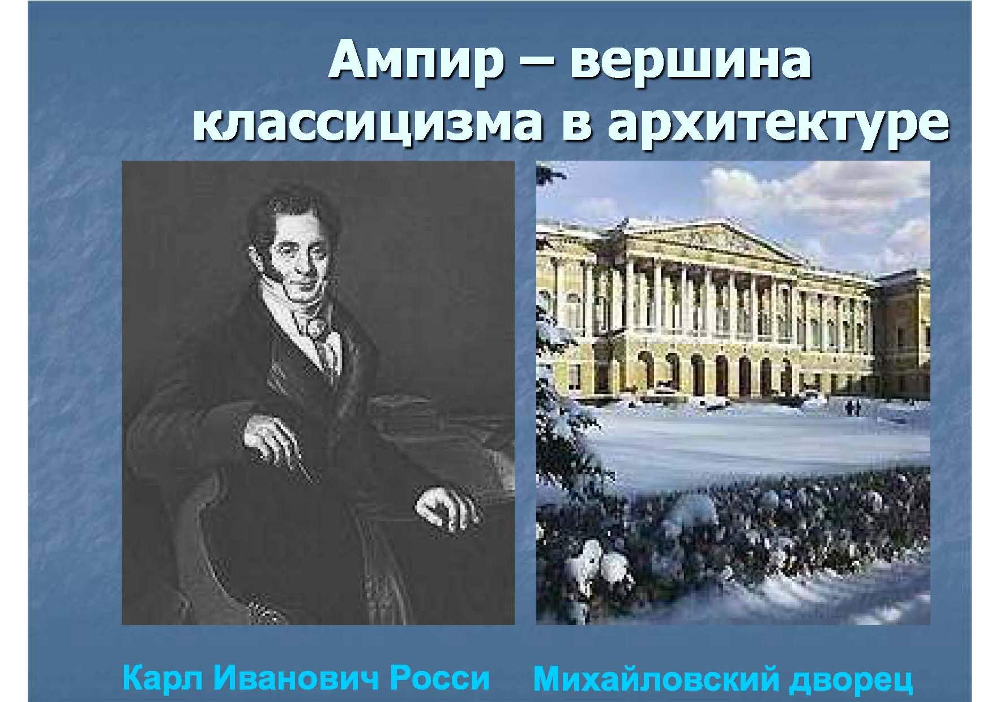 Ампир – вершина
классицизма в архитектуре
Карл Иванович Росси
Михайловский дворец